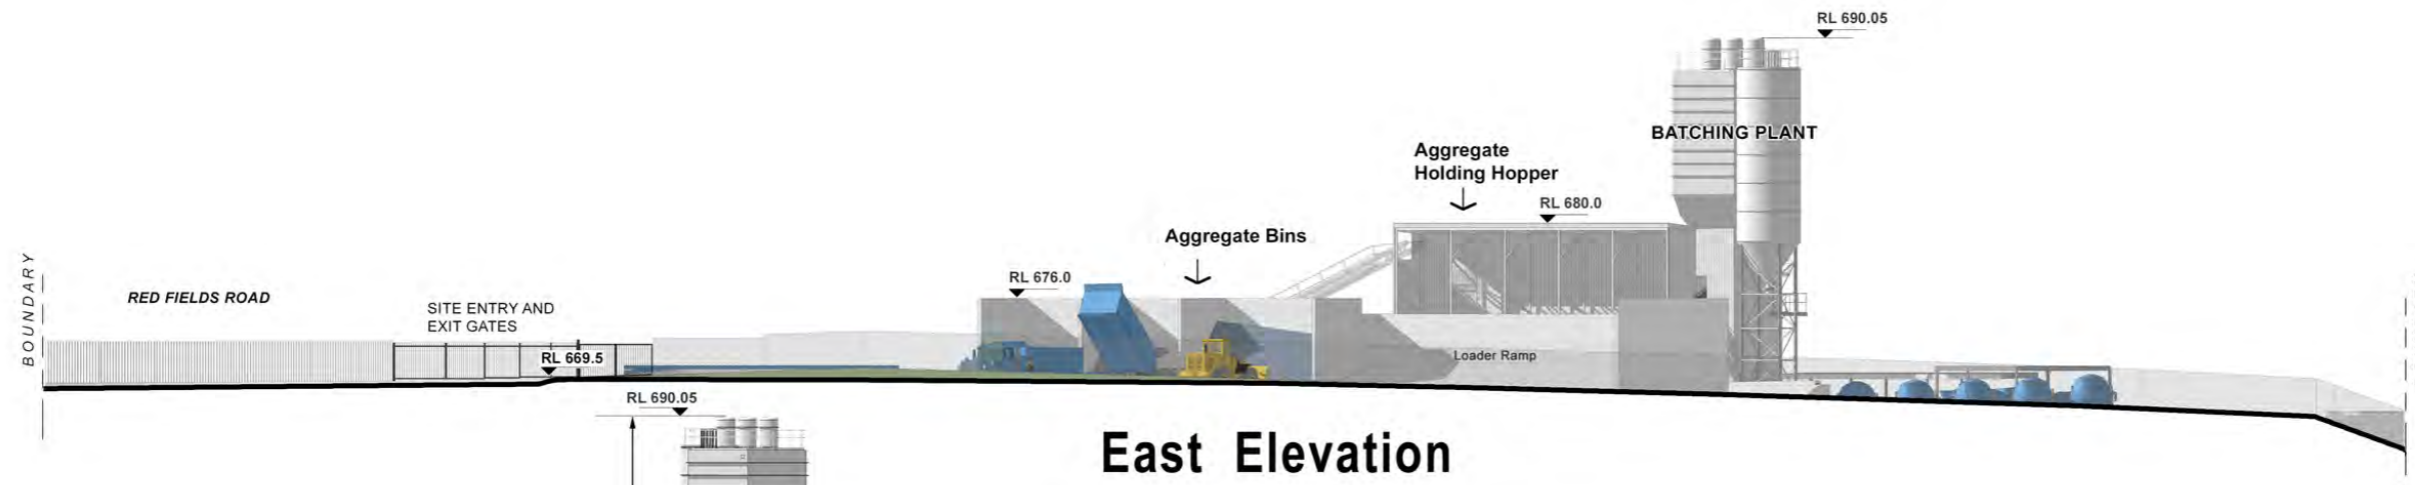 RL 690.05
BATCHING PLANT
Aggregate
Holding Hopper
RL 680.0
Aggregate Bins
RL 676.0
BOUNDARY
RED FIELDS ROAD
SITE ENTRY AND
EXIT GATES
RL 669.5
Loader Ramp
RL 690.05
East Elevation